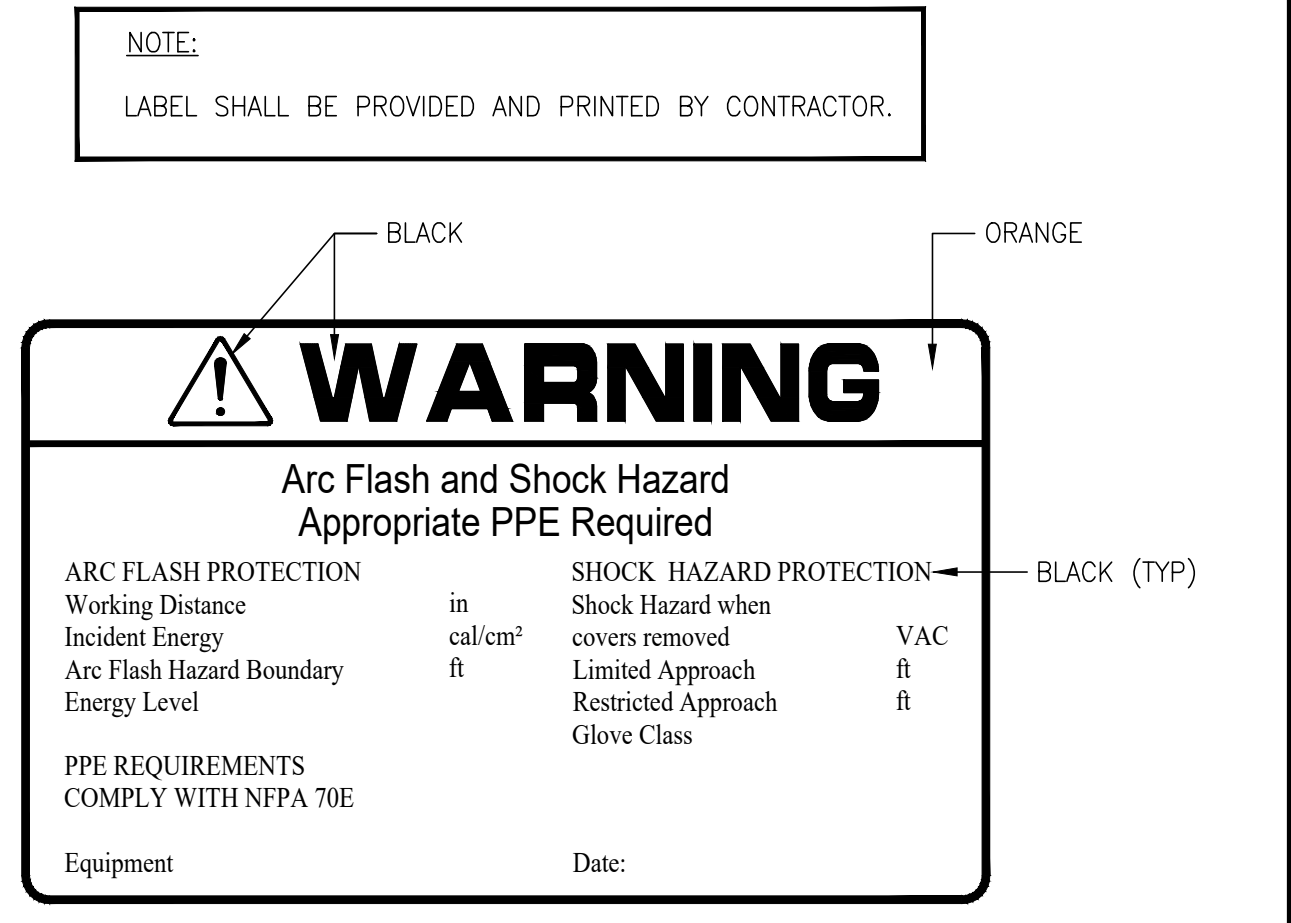 NOTE:
LABEL SHALL BE PROVIDED AND PRINTED BY CONTRACTOR.
BLACK
ORANGE
WARNING
Arc Flash and Shock Hazard
Appropriate PPE Required
ARC FLASH PROTECTION
Working Distance in
Incident Energy cal/cm²
Arc Flash Hazard Boundary ft
Energy Level
PPE REQUIREMENTS
COMPLY WITH NFPA 70E
Equipment
SHOCK HAZARD PROTECTION
BLACK (TYP)
Shock Hazard when
covers removed VAC
Limited Approach ft
Restricted Approach ft
Glove Class
Date: